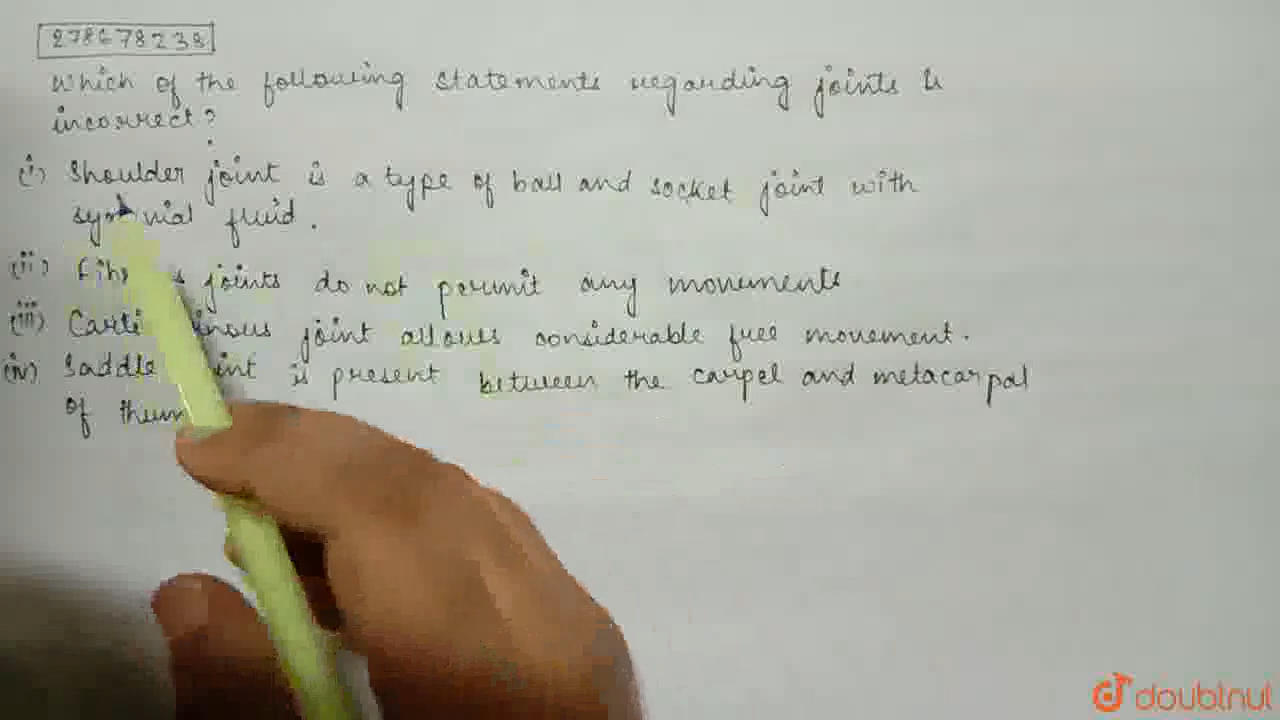 278678238
Which of the following statements regarding joints is
incorrect?
(i) Shoulder joint is a type of ball and socket joint with
fluid.
(ii) joints do not permit any movements
(iii) joint allows considerable free movement.
(iv) Saddle is present between the carpel and metacarpal
of
doubtnut